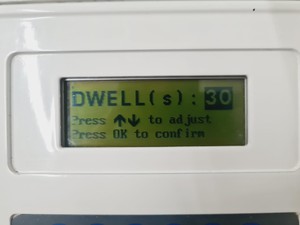 DWELL(s): 30
Press ↑↓ to adjust
Press OK to confirm